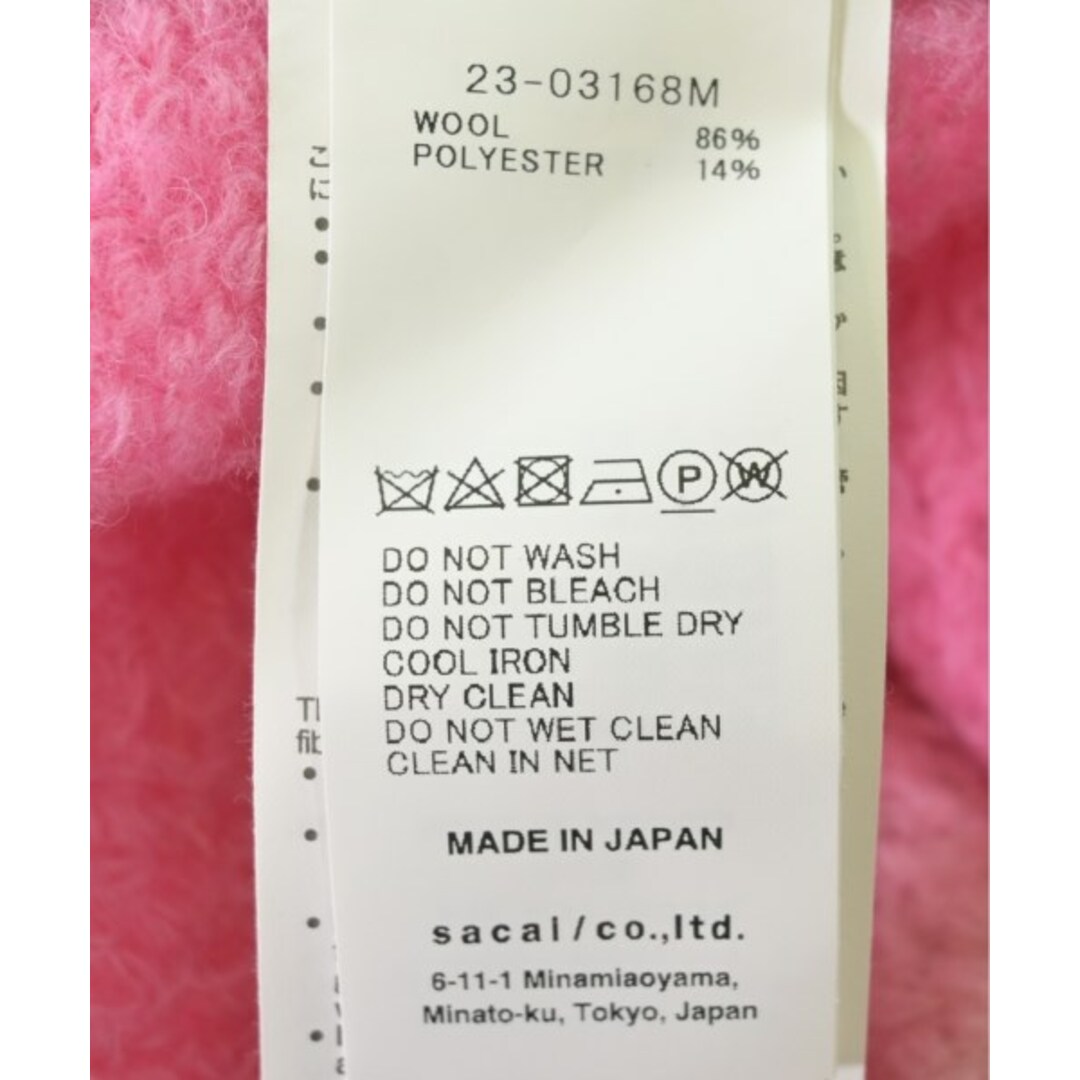 23-03168M
WOOL 86%
POLYESTER 14%
P W
DO NOT WASH
DO NOT BLEACH
DO NOT TUMBLE DRY
COOL IRON
DRY CLEAN
DO NOT WET CLEAN
CLEAN IN NET
MADE IN JAPAN
sacai/co.,ltd.
6-11-1 Minamiaoyama,
Minato-ku, Tokyo, Japan
こ
に